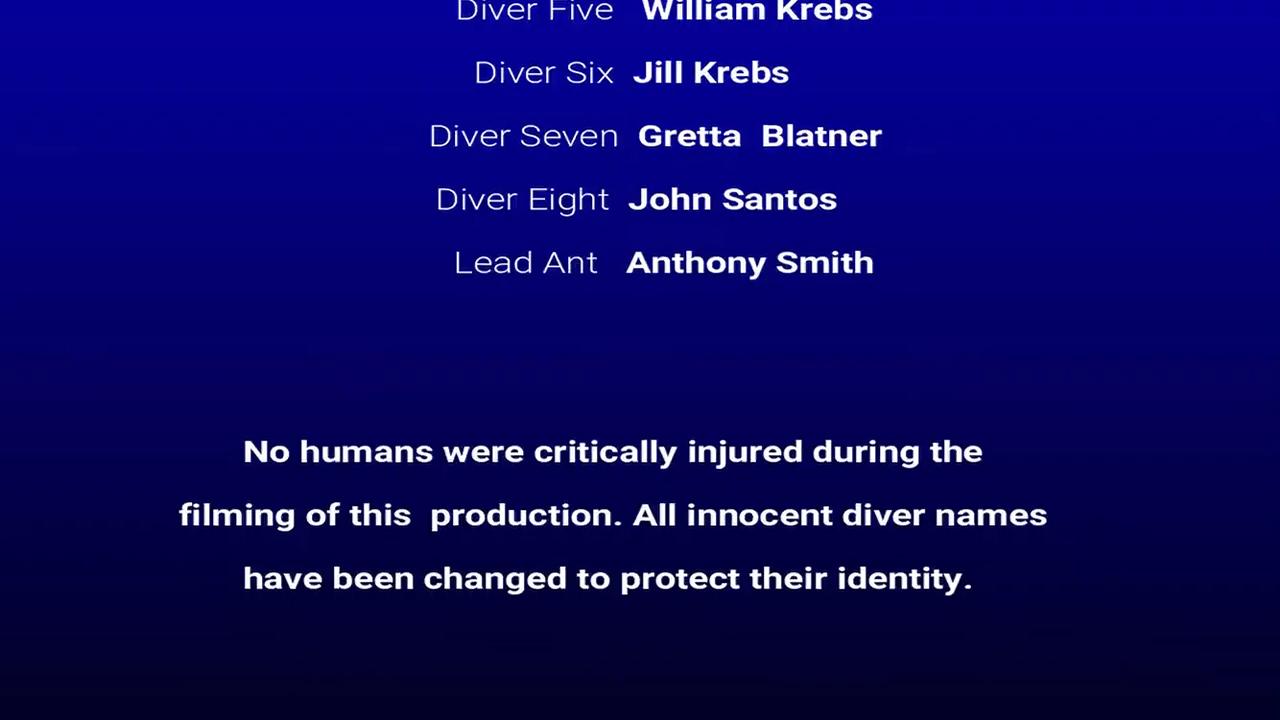 Diver Five William Krebs
Diver Six Jill Krebs
Diver Seven Gretta Blatner
Diver Eight John Santos
Lead Ant Anthony Smith
No humans were critically injured during the
filming of this production. All innocent diver names
have been changed to protect their identity.